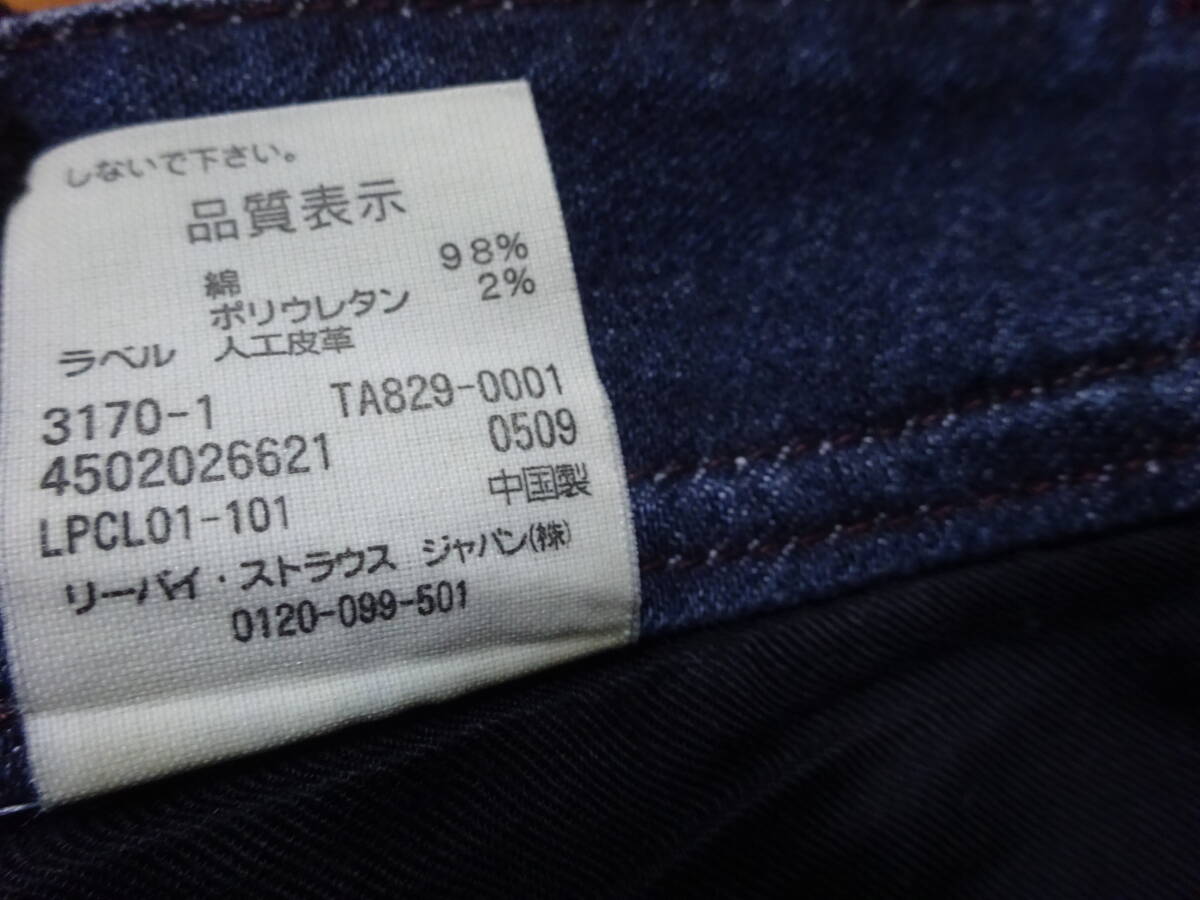 しないで下さい。
品質表示
綿 98%
ポリウレタン 2%
ラベル 人工皮革
3170-1 TA829-0001
4502026621 0509
LPCL01-101 中国製
リーバイ・ストラウス ジャパン(株)
0120-099-501